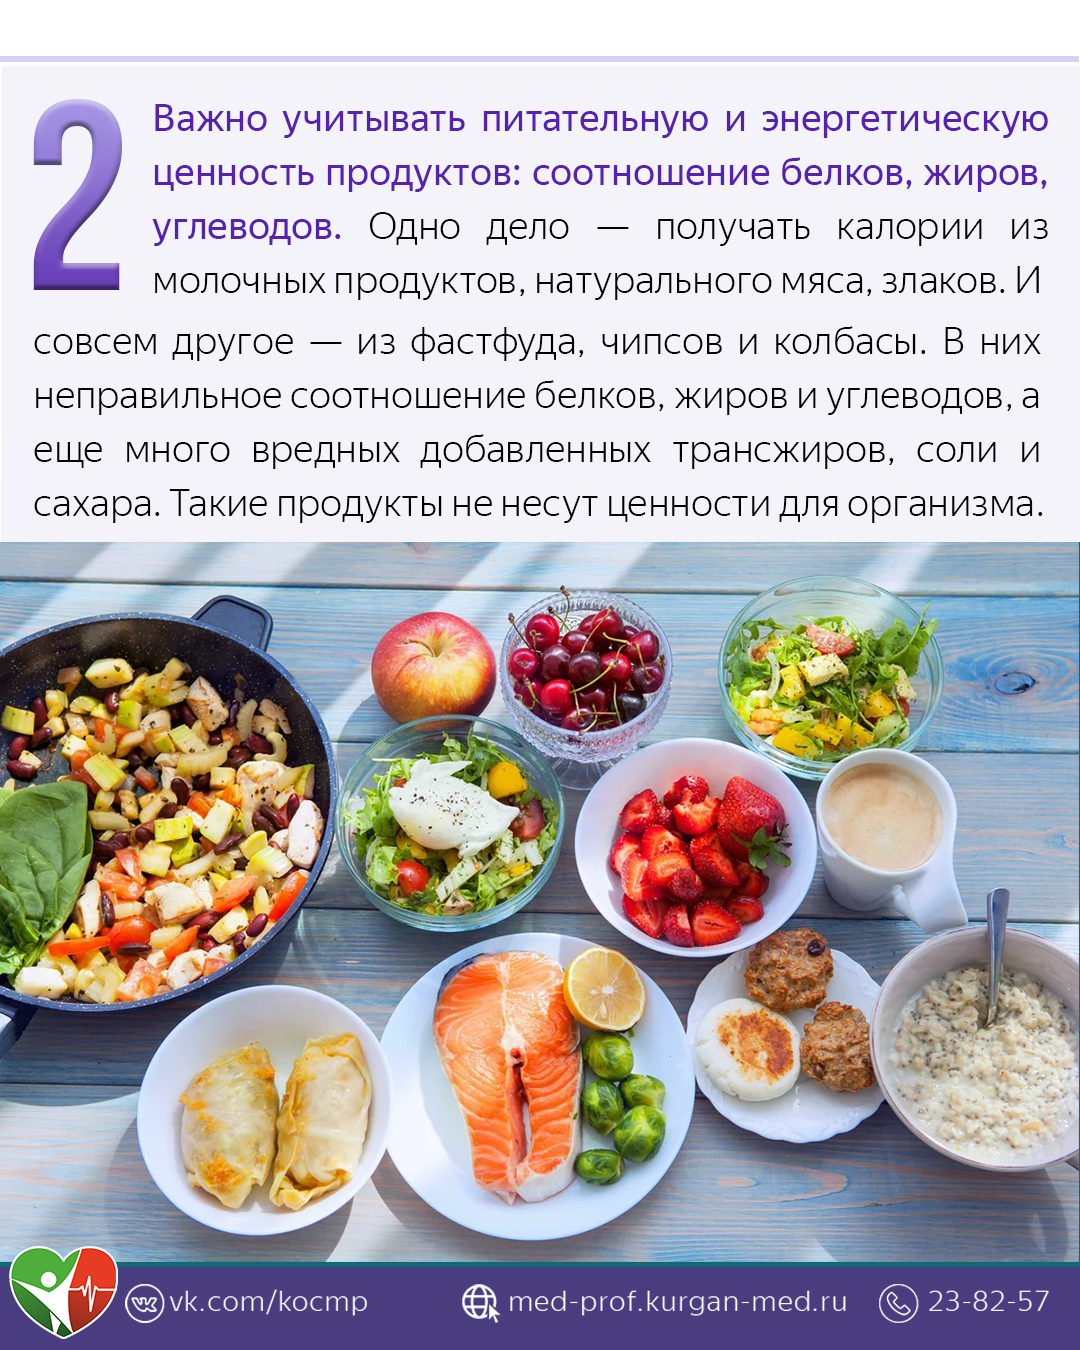 2
Важно учитывать питательную и энергетическую
ценность продуктов: соотношение белков, жиров,
углеводов. Одно дело — получать калории из
молочных продуктов, натурального мяса, злаков. И
совсем другое — из фастфуда, чипсов и колбасы. В них
неправильное соотношение белков, жиров и углеводов, а
еще много вредных добавленных трансжиров, соли и
сахара. Такие продукты не несут ценности для организма.
vk.com/kocmp
med-prof.kurgan-med.ru
23-82-57